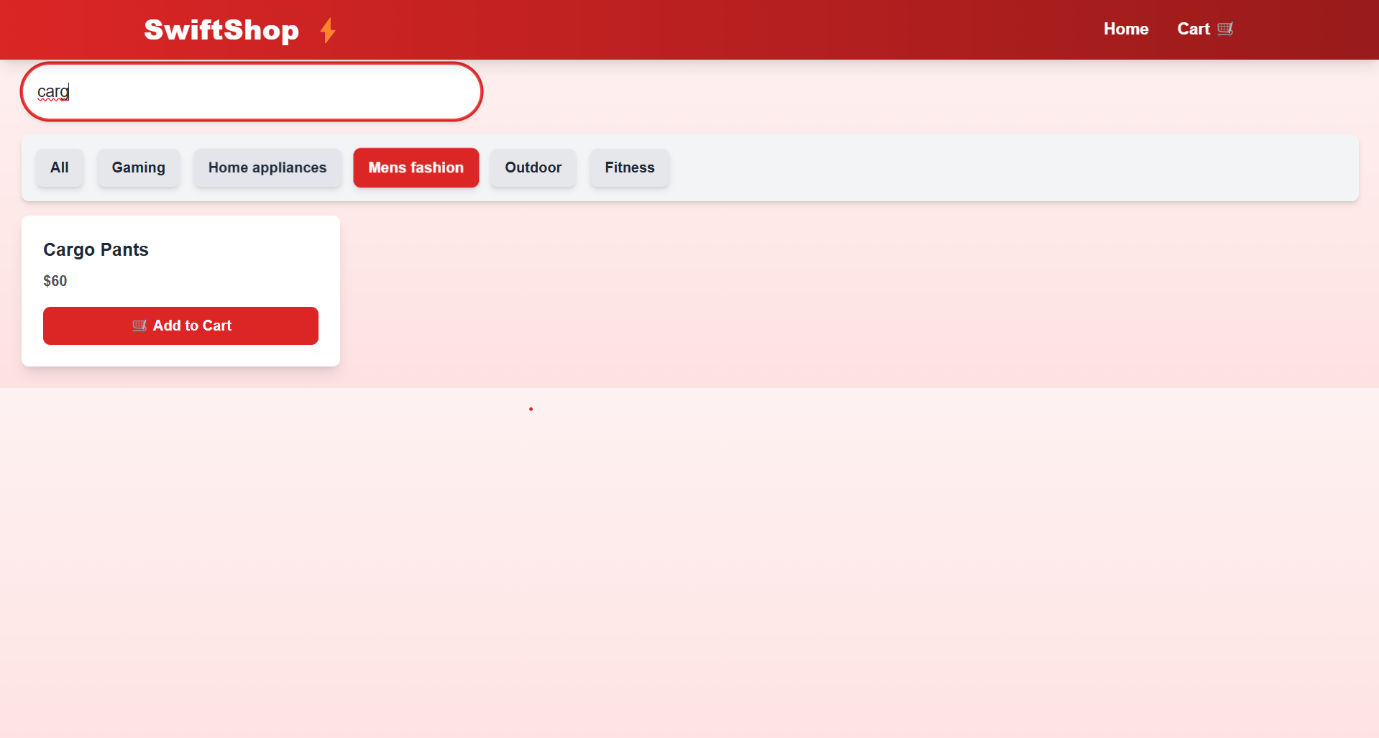 SwiftShop ⚡ Home Cart 🛒
carg
All Gaming Home appliances Mens fashion Outdoor Fitness
Cargo Pants
$60
🛒 Add to Cart